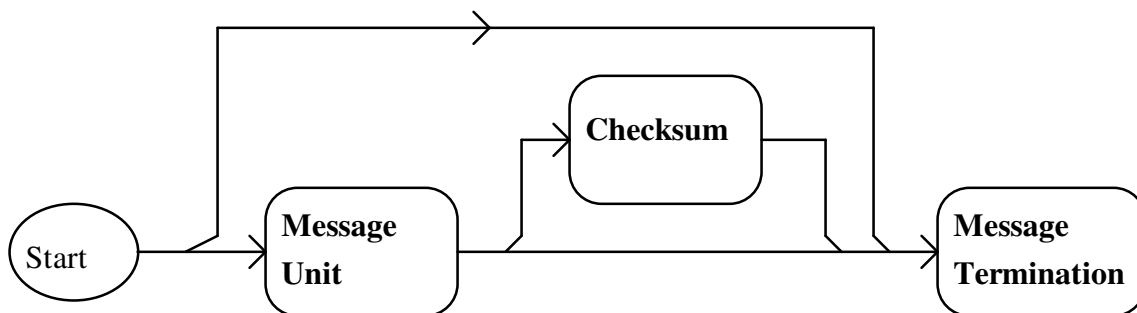 Start
Message
Unit
Checksum
Message
Termination